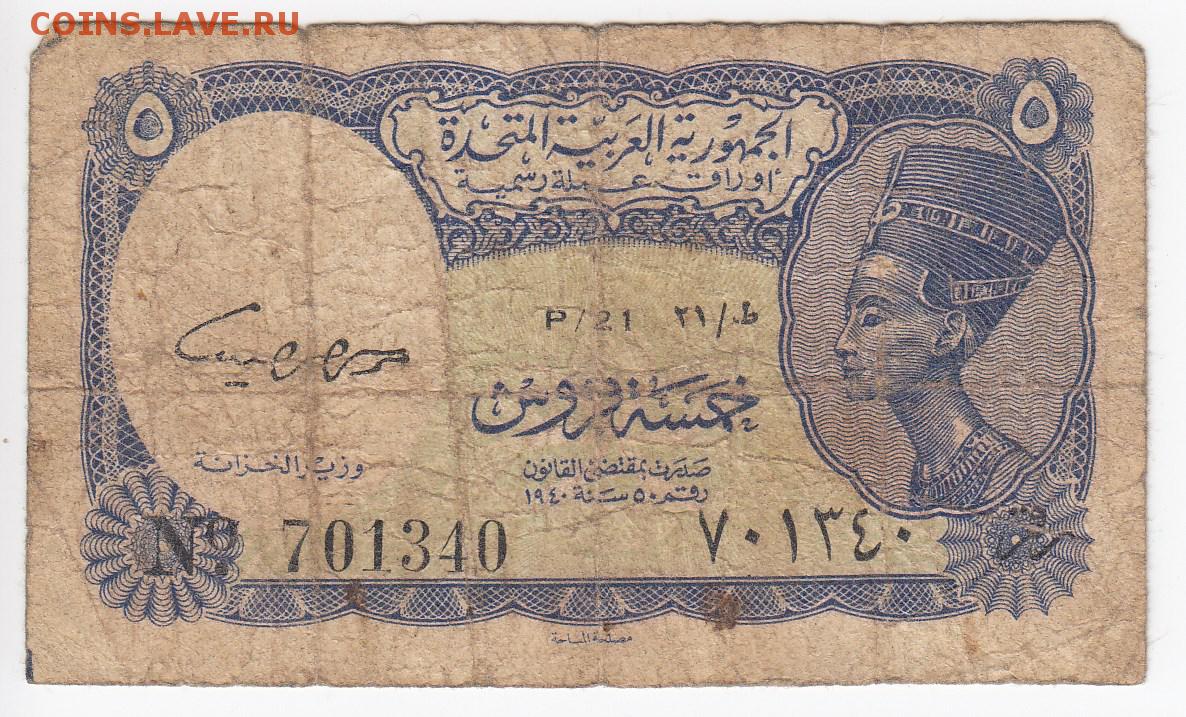 COINS.LAVE.RU
٥ ٥
الجمهورية العربية المتحدة
أوراق عملة رسمية
P/21 ط/٢١
خمسة قروش
وزير الخزانة
صدرت بمقتضى القانون
رقم ٥٠ سنة ١٩٤٠
No. 701340 ٧٠١٣٤٠ رقم
مصلحة المساحة